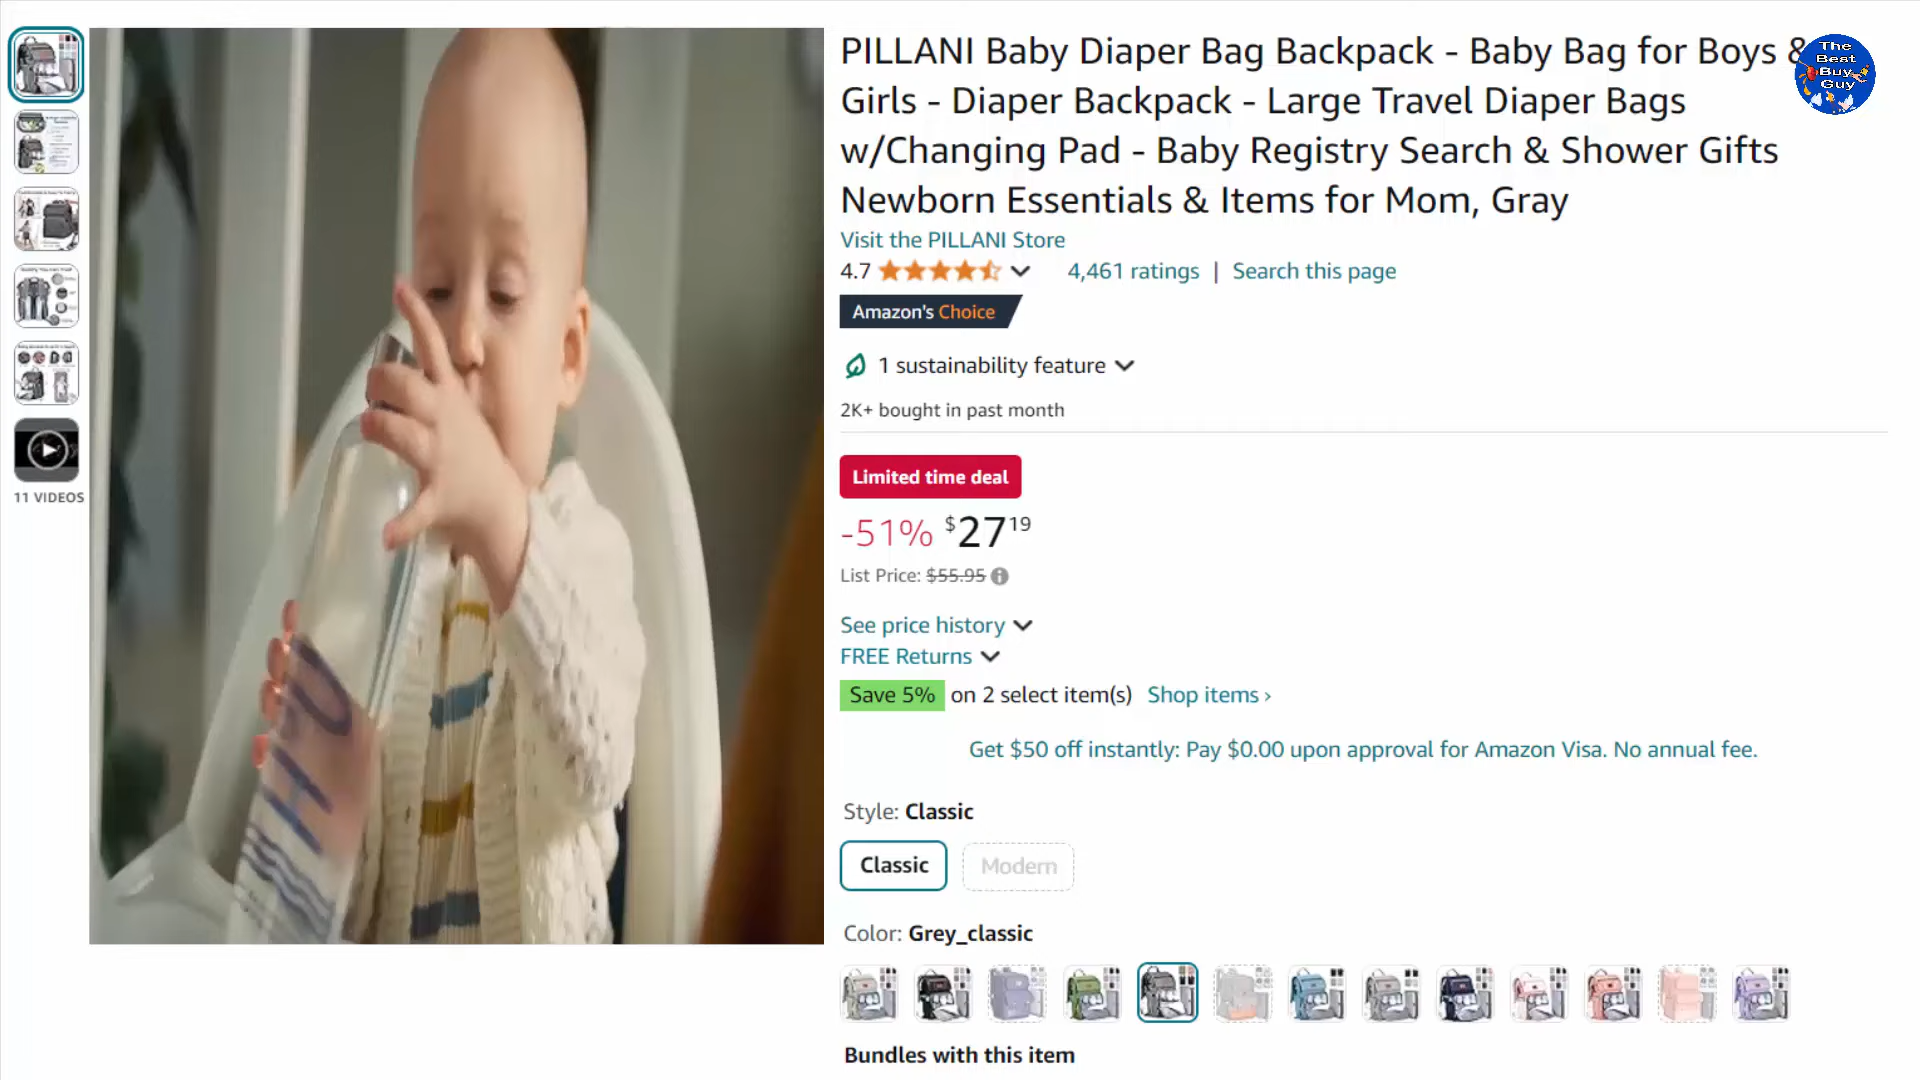 PILLANI Baby Diaper Bag Backpack - Baby Bag for Boys &
Girls - Diaper Backpack - Large Travel Diaper Bags
w/Changing Pad - Baby Registry Search & Shower Gifts
Newborn Essentials & Items for Mom, Gray
The
Beat
Buy
Guy
Visit the PILLANI Store
4.7 4,461 ratings | Search this page
Amazon's Choice
1 sustainability feature
2K+ bought in past month
11 VIDEOS
Limited time deal
-51% $27 19
List Price: $55.95
See price history
FREE Returns
Save 5% on 2 select item(s) Shop items ›
Get $50 off instantly: Pay $0.00 upon approval for Amazon Visa. No annual fee.
Style: Classic
Classic Modern
Color: Grey_classic
Bundles with this item